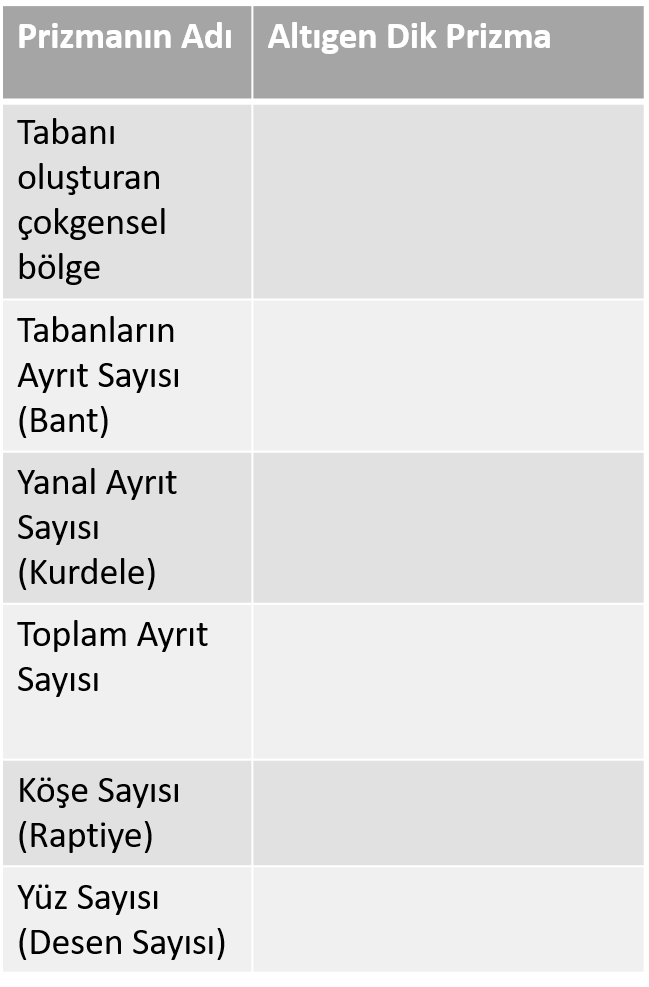 Prizmanın Adı
Altıgen Dik Prizma
Tabanı
oluşturan
çokgensel
bölge
Tabanların
Ayrıt Sayısı
(Bant)
Yanal Ayrıt
Sayısı
(Kurdele)
Toplam Ayrıt
Sayısı
Köşe Sayısı
(Raptiye)
Yüz Sayısı
(Desen Sayısı)